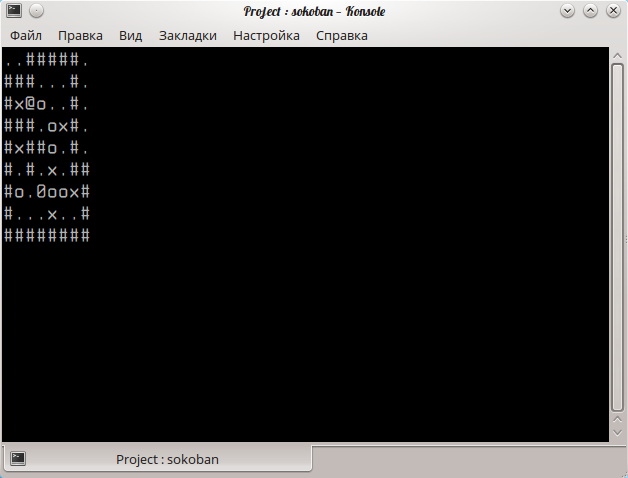 Project : sokoban – Konsole
Файл Правка Вид Закладки Настройка Справка
..#####.
###...#.
#x@o..#.
###.ox#.
#x##o.#.
#.#.x.##
#o.0oox#
#...x..#
########
Project : sokoban